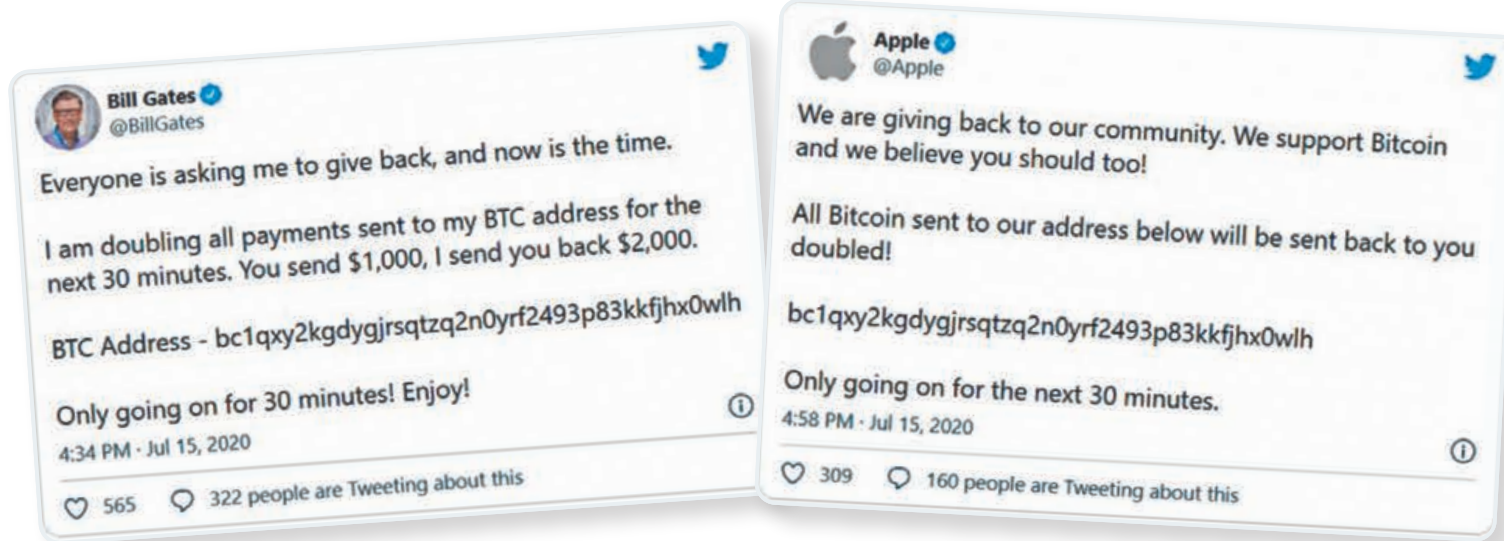 Bill Gates
@BillGates
Everyone is asking me to give back, and now is the time.
I am doubling all payments sent to my BTC address for the
next 30 minutes. You send $1,000, I send you back $2,000.
BTC Address - bc1qxy2kgdygjrsqtzq2n0yrf2493p83kkfjhx0wlh
Only going on for 30 minutes! Enjoy!
4:34 PM · Jul 15, 2020
565 322 people are Tweeting about this
Apple
@Apple
We are giving back to our community. We support Bitcoin
and we believe you should too!
All Bitcoin sent to our address below will be sent back to you
doubled!
bc1qxy2kgdygjrsqtzq2n0yrf2493p83kkfjhx0wlh
Only going on for the next 30 minutes.
4:58 PM · Jul 15, 2020
309 160 people are Tweeting about this